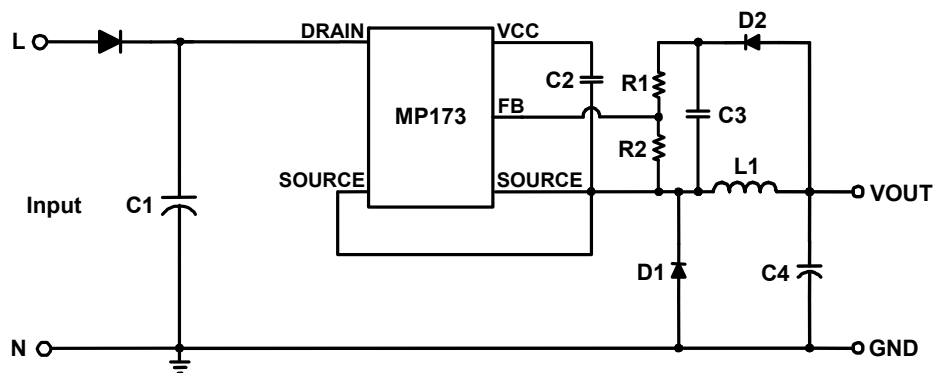 D2
L
DRAIN
VCC
C2
R1
MP173
FB
C3
R2
SOURCE
SOURCE
L1
Input
C1
VOUT
D1
C4
N
GND